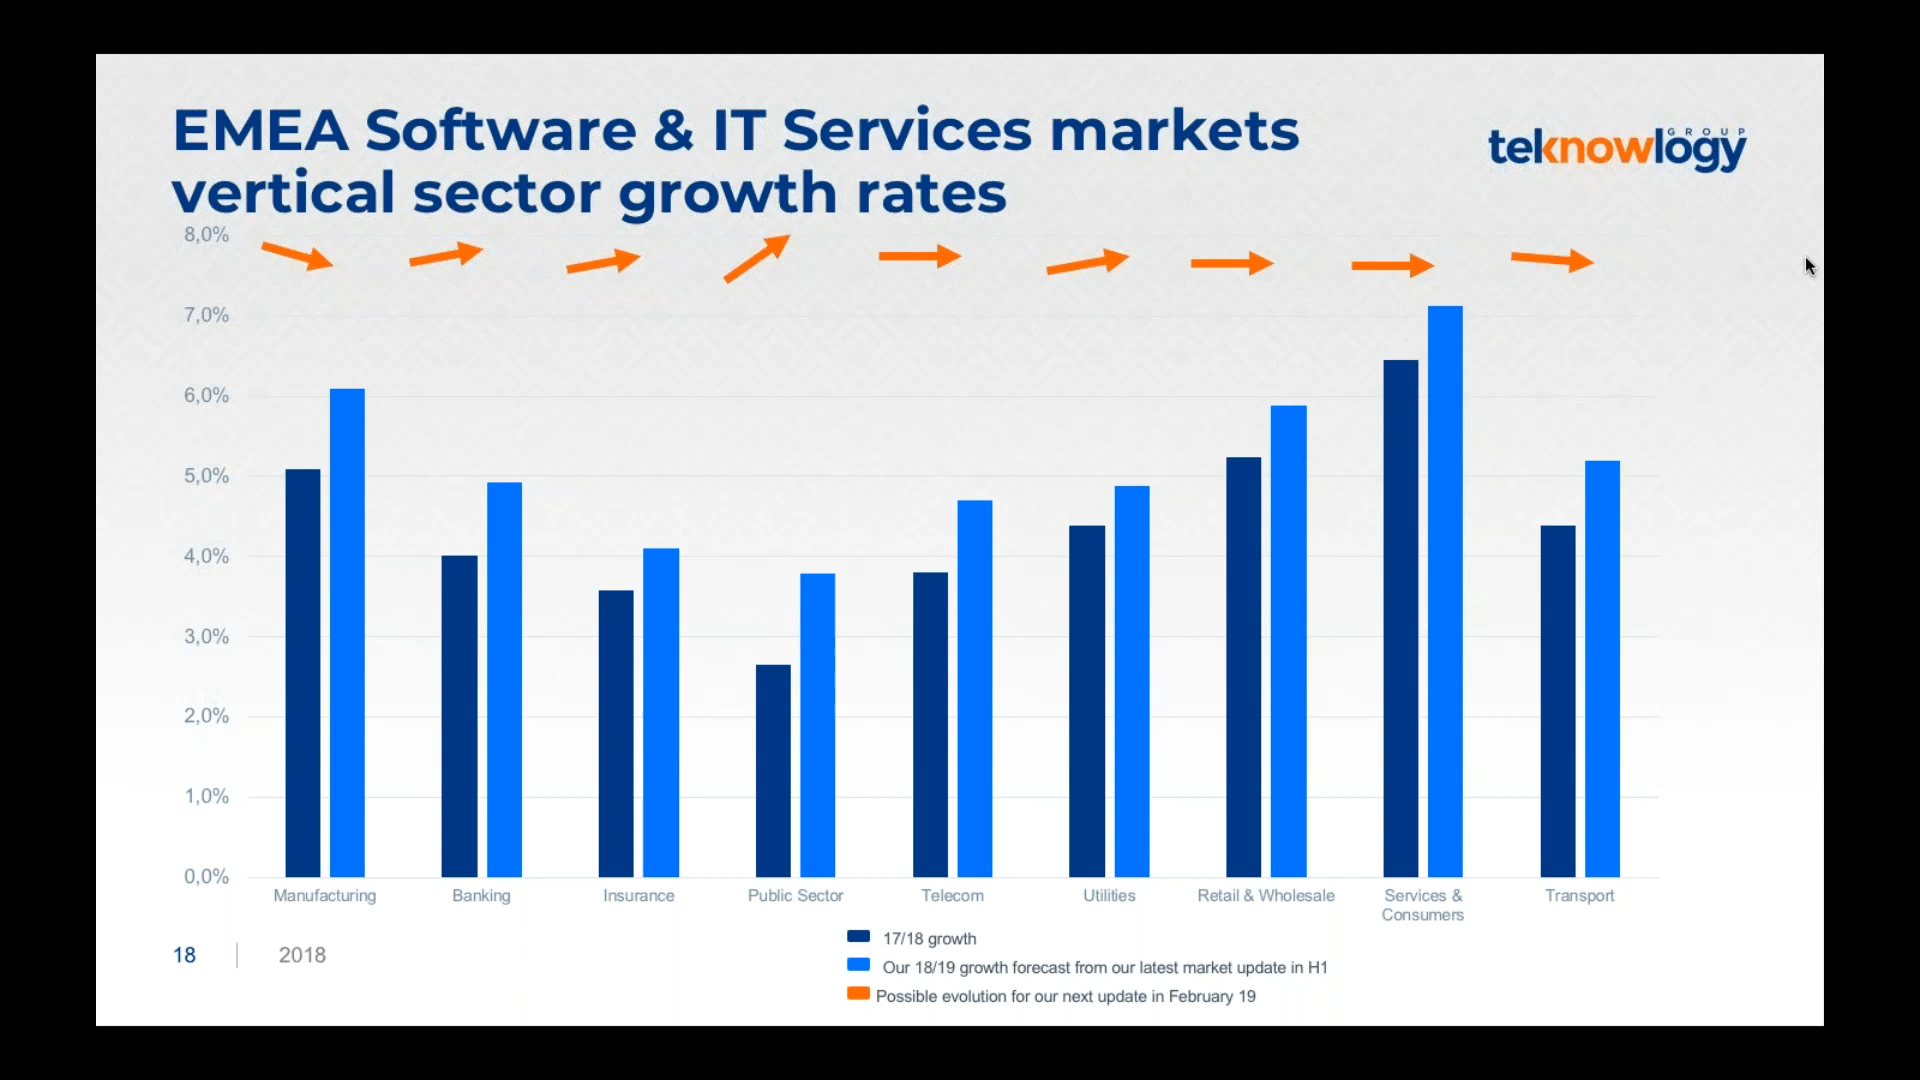 EMEA Software & IT Services markets
vertical sector growth rates
teknowlogy
GROUP
8,0%
7,0%
6,0%
5,0%
4,0%
3,0%
2,0%
1,0%
0,0%
Manufacturing
Banking
Insurance
Public Sector
Telecom
Utilities
Retail & Wholesale
Services &
Consumers
Transport
17/18 growth
Our 18/19 growth forecast from our latest market update in H1
Possible evolution for our next update in February 19
18
2018